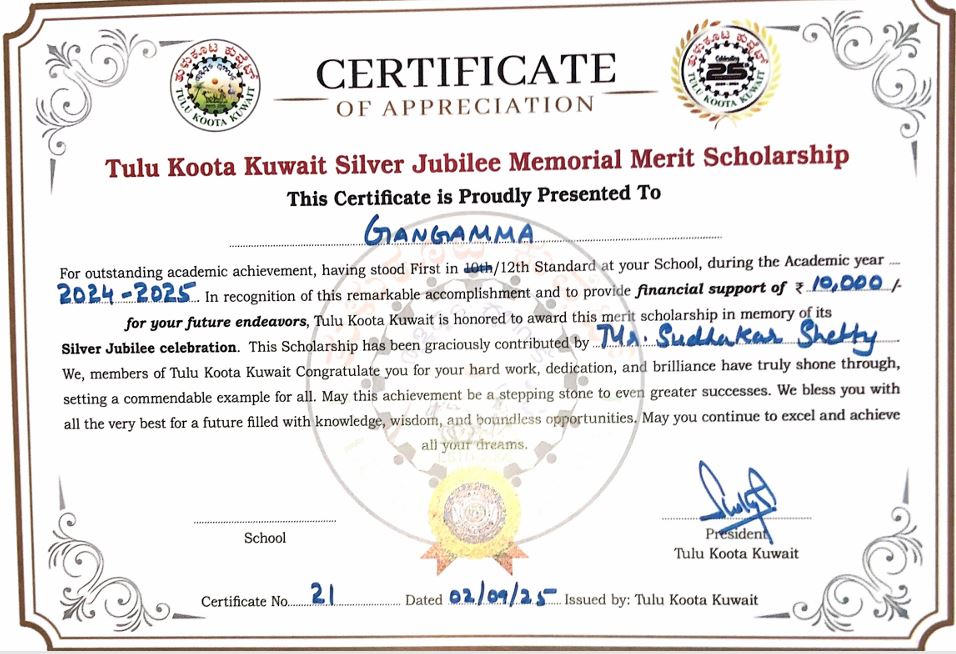 ತುಳುಕೂಟ ಕುವೈಟ್
TULU KOOTA KUWAIT
CERTIFICATE
OF APPRECIATION
ತುಳುಕೂಟ ಕುವೈಟ್
Celebrating
25
TULU KOOTA KUWAIT
Tulu Koota Kuwait Silver Jubilee Memorial Merit Scholarship
This Certificate is Proudly Presented To
GANGAMMA
For outstanding academic achievement, having stood First in 10th/12th Standard at your School, during the Academic year ....
2024-2025. In recognition of this remarkable accomplishment and to provide financial support of ₹ 10,000/-
for your future endeavors, Tulu Koota Kuwait is honored to award this merit scholarship in memory of its
Silver Jubilee celebration. This Scholarship has been graciously contributed by Mr. Sudhakar Shetty.
We, members of Tulu Koota Kuwait Congratulate you for your hard work, dedication, and brilliance have truly shone through,
setting a commendable example for all. May this achievement be a stepping stone to even greater successes. We bless you with
all the very best for a future filled with knowledge, wisdom, and boundless opportunities. May you continue to excel and achieve
all your dreams.
School
President
Tulu Koota Kuwait
Certificate No. 21 Dated 02/09/25 Issued by: Tulu Koota Kuwait